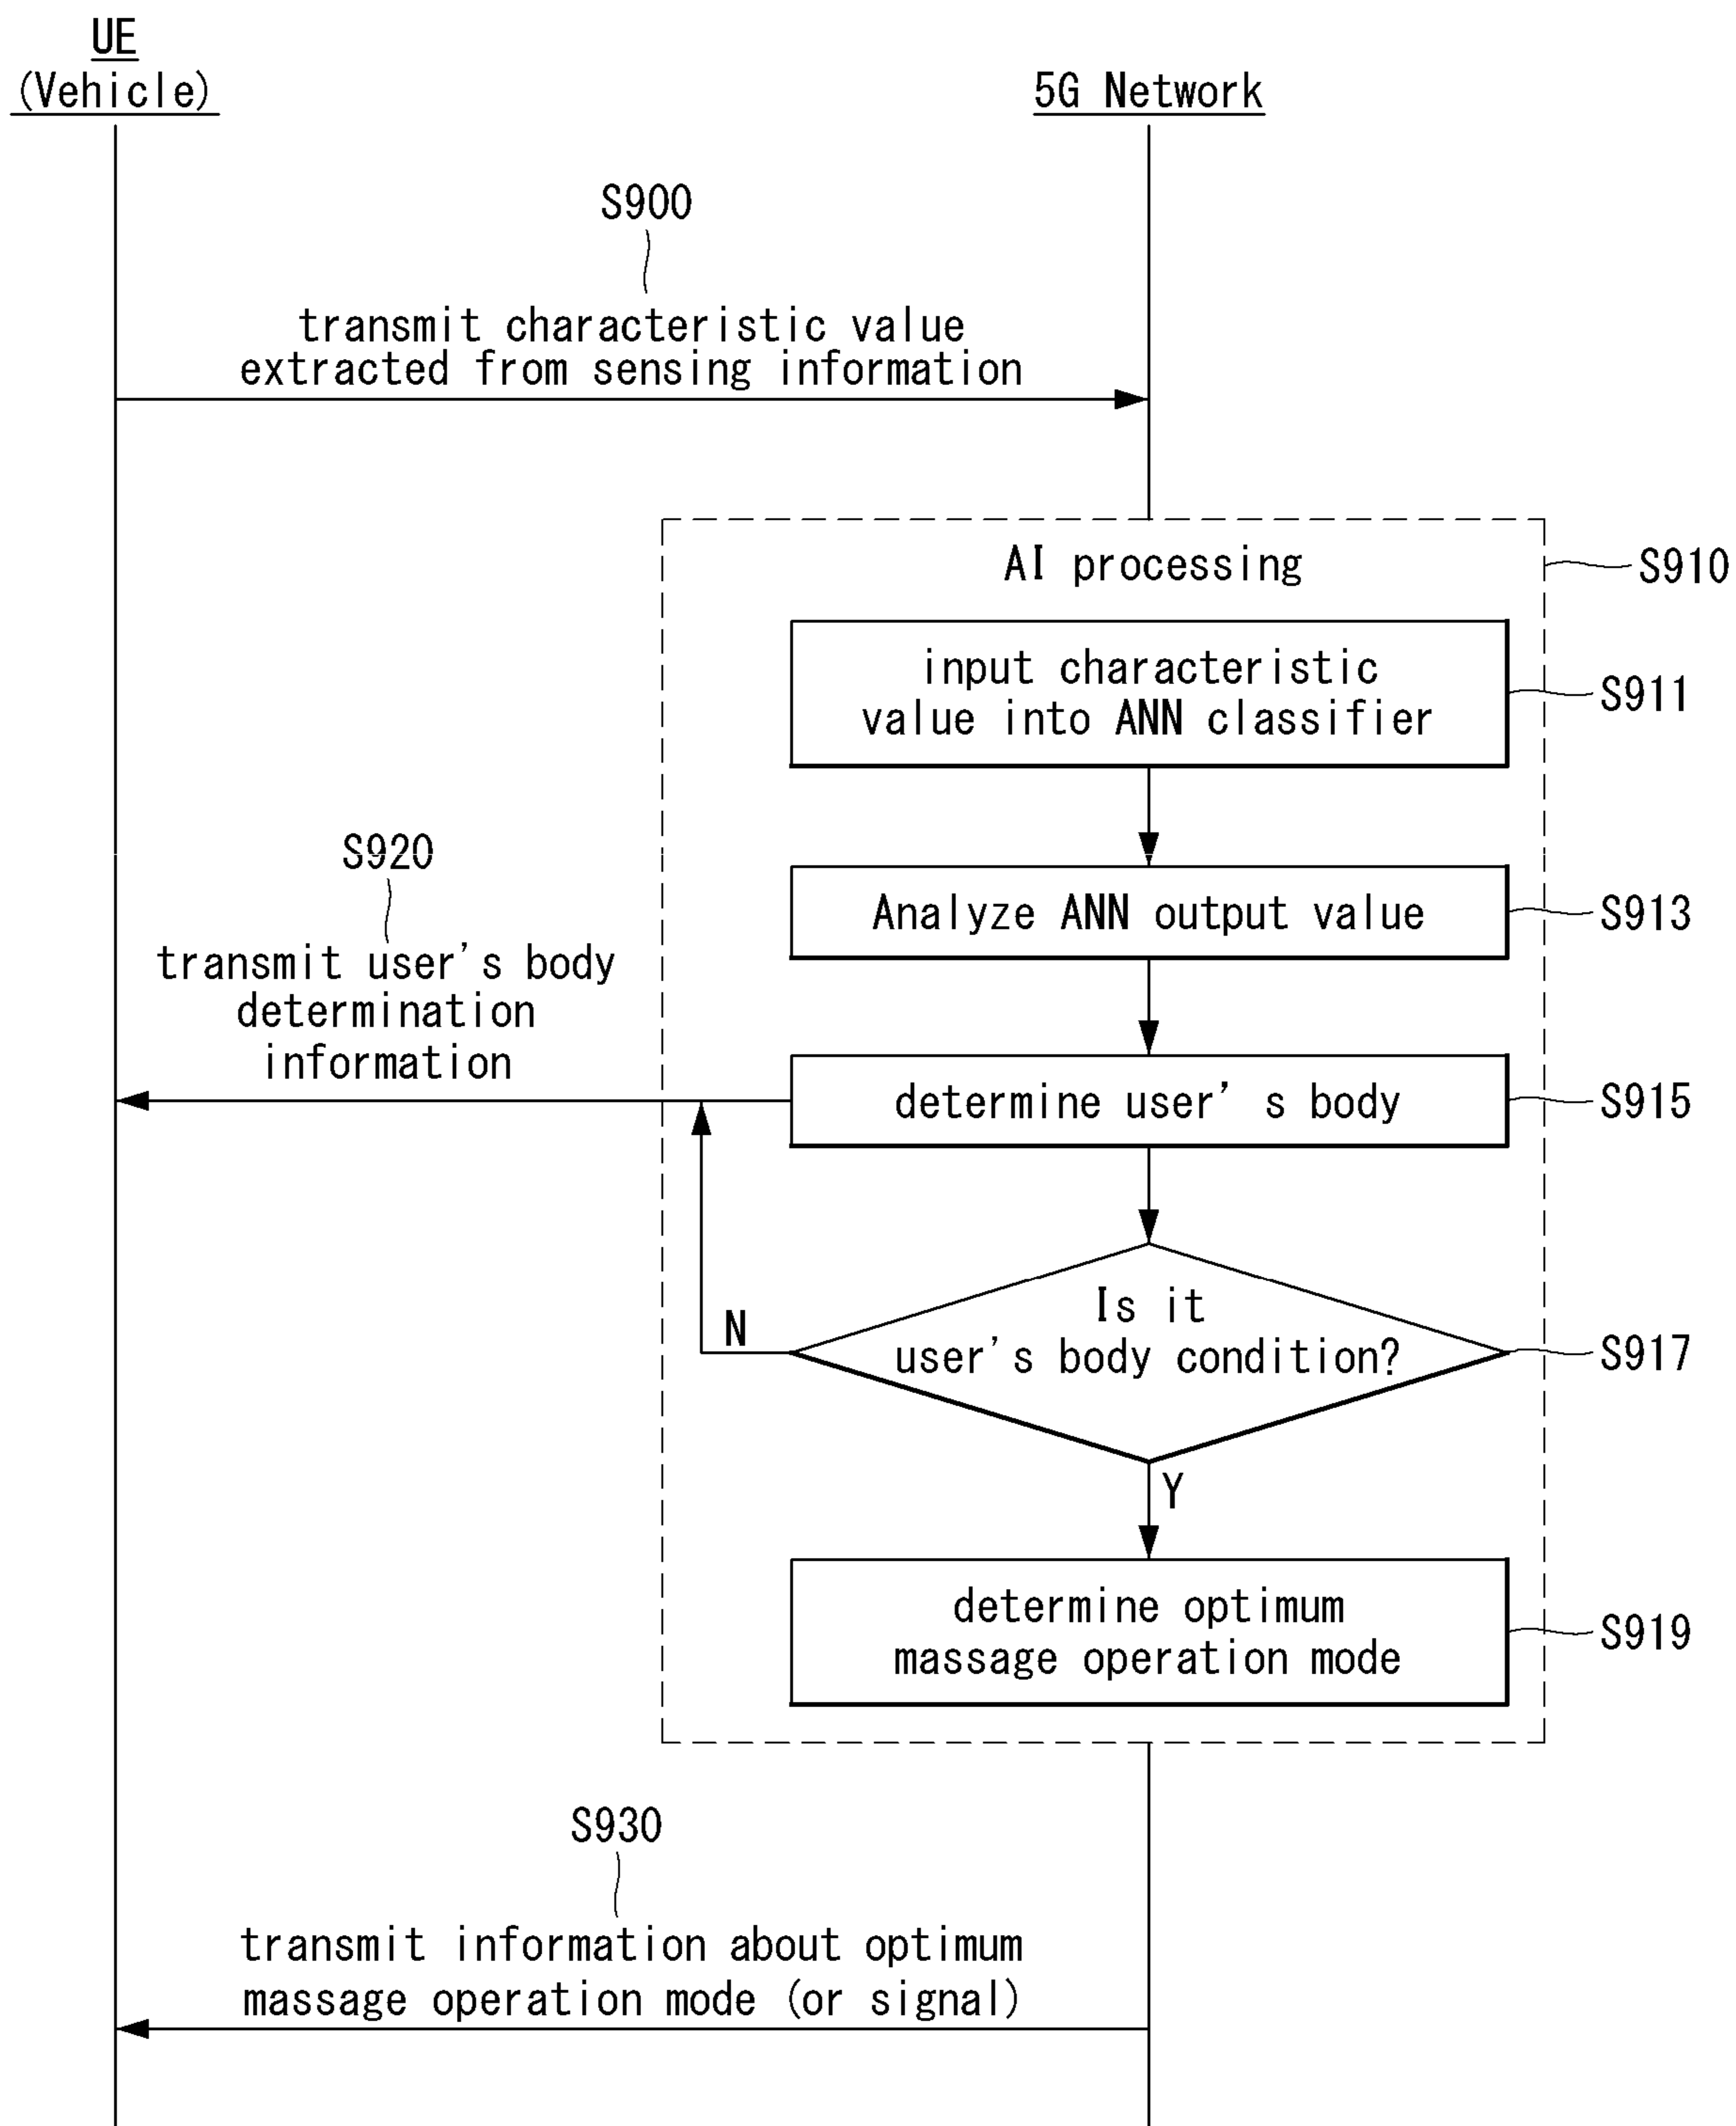 UE
(Vehicle)
5G Network
S900
transmit characteristic value
extracted from sensing information
AI processing
S910
input characteristic
value into ANN classifier
S911
S920
transmit user's body
determination
information
Analyze ANN output value
S913
determine user’ s body
S915
Is it
user's body condition?
S917
N
Y
determine optimum
massage operation mode
S919
S930
transmit information about optimum
massage operation mode (or signal)